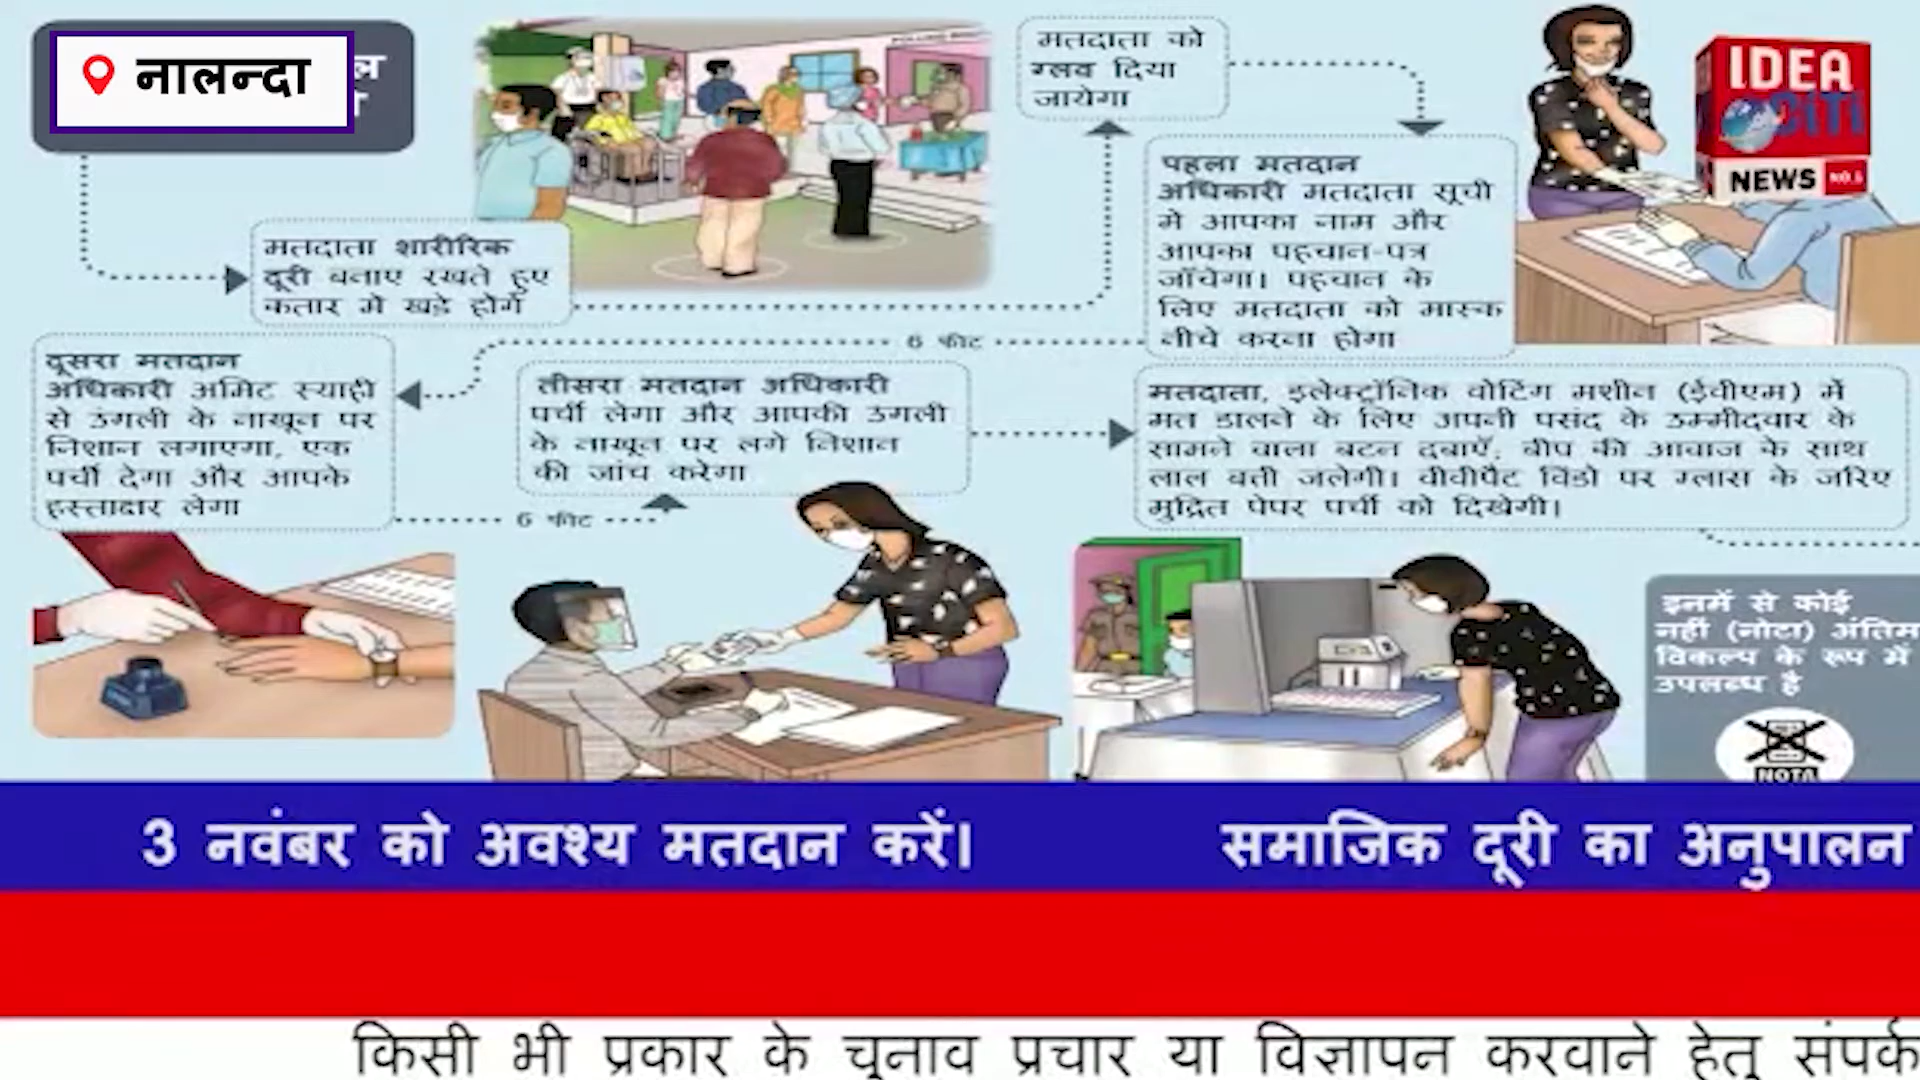 नालन्दा
मतदाता को
ग्लव दिया
जायेगा
IDEA
CITI
NEWS NO.1
पहला मतदान
अधिकारी मतदाता सूची
मे आपका नाम और
आपका पहचान-पत्र
जाँचेगा। पहचान के
लिए मतदाता को मास्क
नीचे करना होगा
मतदाता शारीरिक
दूरी बनाए रखते हुए
कतार मे खड़े होगें
6 फीट
दूसरा मतदान
अधिकारी अमिट स्याही
से उंगली के नाखून पर
निशान लगाएगा, एक
पर्ची देगा और आपके
हस्ताक्षर लेगा
6 फीट
तीसरा मतदान अधिकारी
पर्ची लेगा और आपकी उंगली
के नाखून पर लगे निशान
की जांच करेगा
मतदाता, इलेक्ट्रॉनिक वोटिंग मशीन (ईवीएम) में
मत डालने के लिए अपनी पसंद के उम्मीदवार के
सामने वाला बटन दबाएँ, बीप की आवाज के साथ
लाल बत्ती जलेगी। वीवीपैट विंडो पर ग्लास के जरिए
मुद्रित पेपर पर्ची को दिखेगी।
इनमें से कोई
नहीं (नोटा) अंतिम
विकल्प के रूप में
उपलब्ध है
NOTA
3 नवंबर को अवश्य मतदान करें। समाजिक दूरी का अनुपालन
किसी भी प्रकार के चुनाव प्रचार या विज्ञापन करवाने हेतु संपर्क